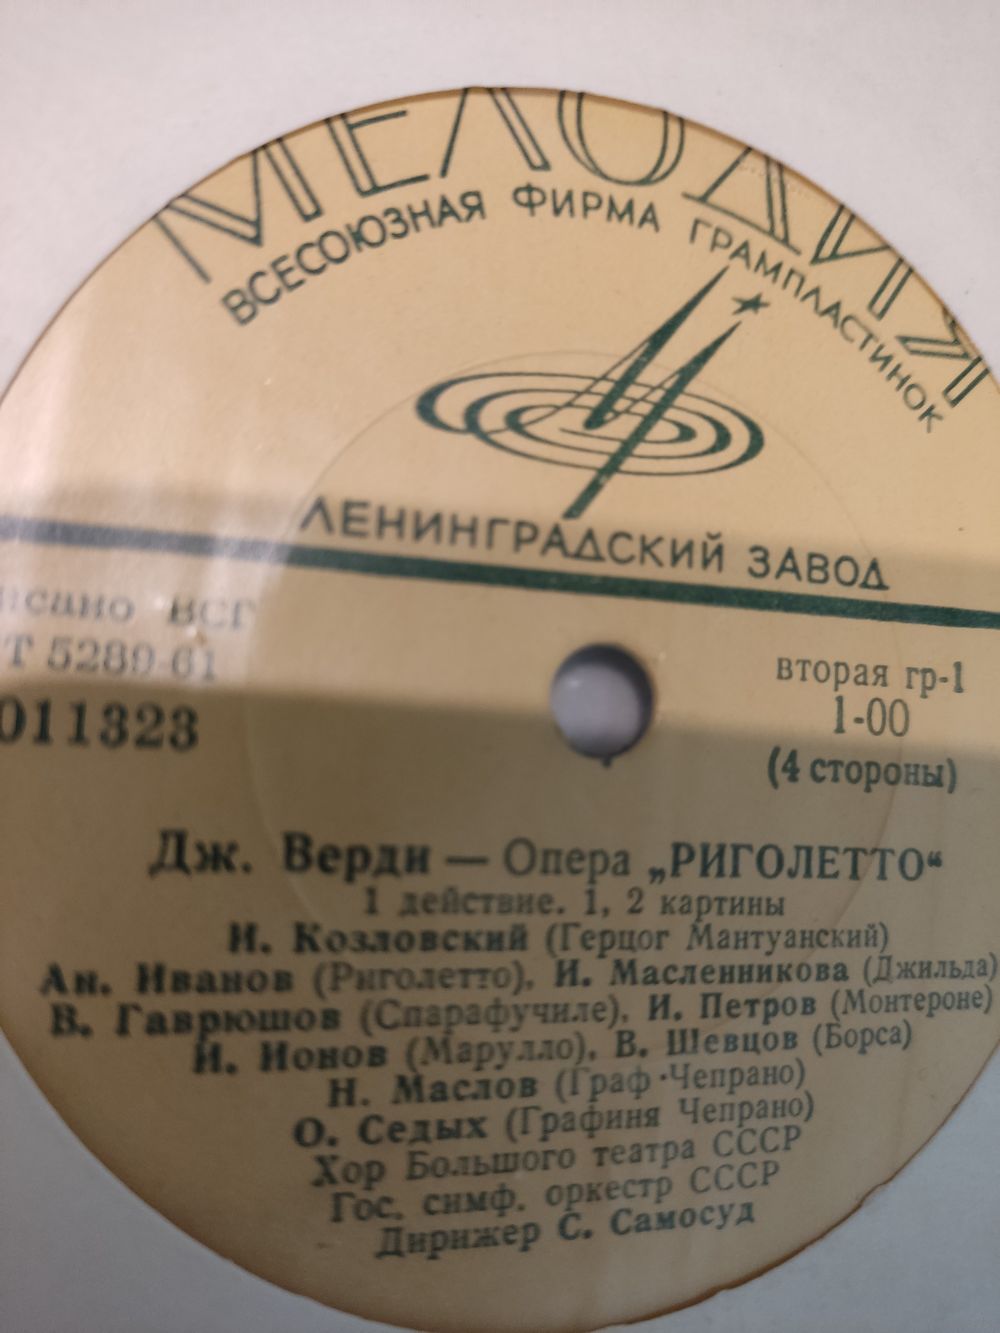 МЕЛОДИЯ
ВСЕСОЮЗНАЯ ФИРМА ГРАМПЛАСТИНОК
ЛЕНИНГРАДСКИЙ ЗАВОД
ВСГ
Т 5289-61
011323
вторая гр-1
1-00
(4 стороны)
Дж. Верди — Опера „РИГОЛЕТТО“
1 действие. 1, 2 картины
И. Козловский (Герцог Мантуанский)
Ан. Иванов (Риголетто), И. Масленникова (Джильда)
В. Гаврюшов (Спарафучиле), И. Петров (Монтероне)
И. Ионов (Марулло), В. Шевцов (Борса)
Н. Маслов (Граф Чепрано)
О. Седых (Графиня Чепрано)
Хор Большого театра СССР
Гос. симф. оркестр СССР
Дирижер С. Самосуд